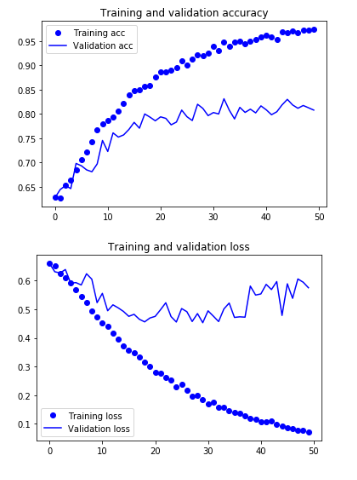 Training and validation accuracy
Training acc
Validation acc
0.95
0.90
0.85
0.80
0.75
0.70
0.65
0 10 20 30 40 50
Training and validation loss
0.6
0.5
0.4
0.3
0.2
0.1
Training loss
Validation loss
0 10 20 30 40 50